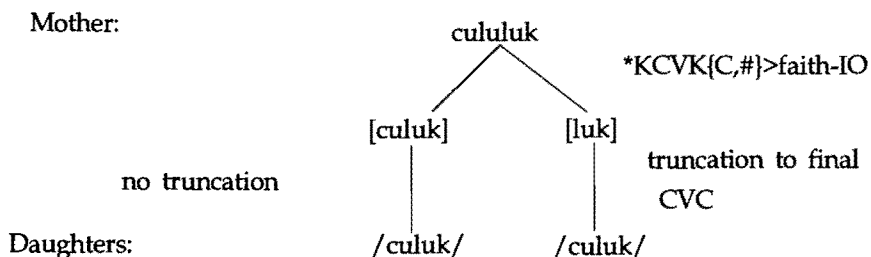 Mother:
cululuk
*KCVK{C,#}>faith-IO
[culuk] [luk]
truncation to final
no truncation
CVC
Daughters: /culuk/ /culuk/